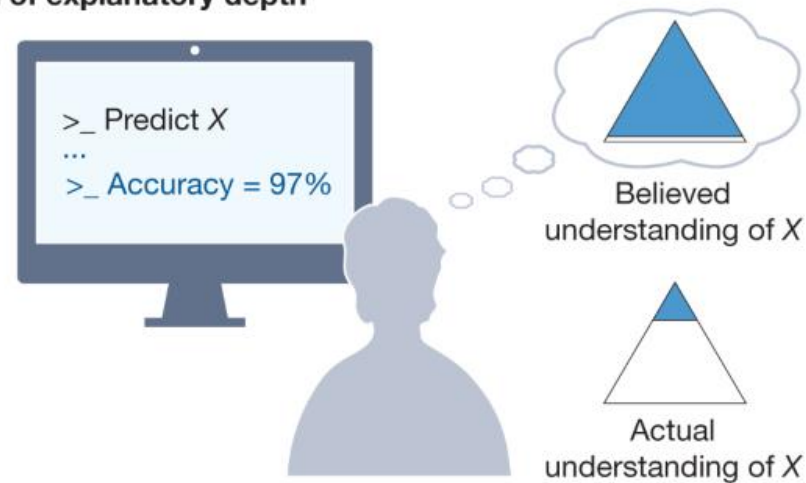 of explanatory depth
>_ Predict X
...
>_ Accuracy = 97%
Believed
understanding of X
Actual
understanding of X